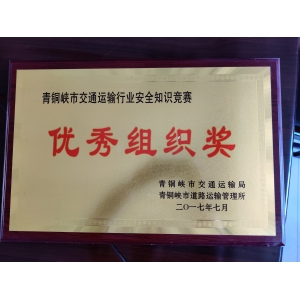 青铜峡市交通运输行业安全知识竞赛
优秀组织奖
青铜峡市交通运输局
青铜峡市道路运输管理所
二〇一七年七月